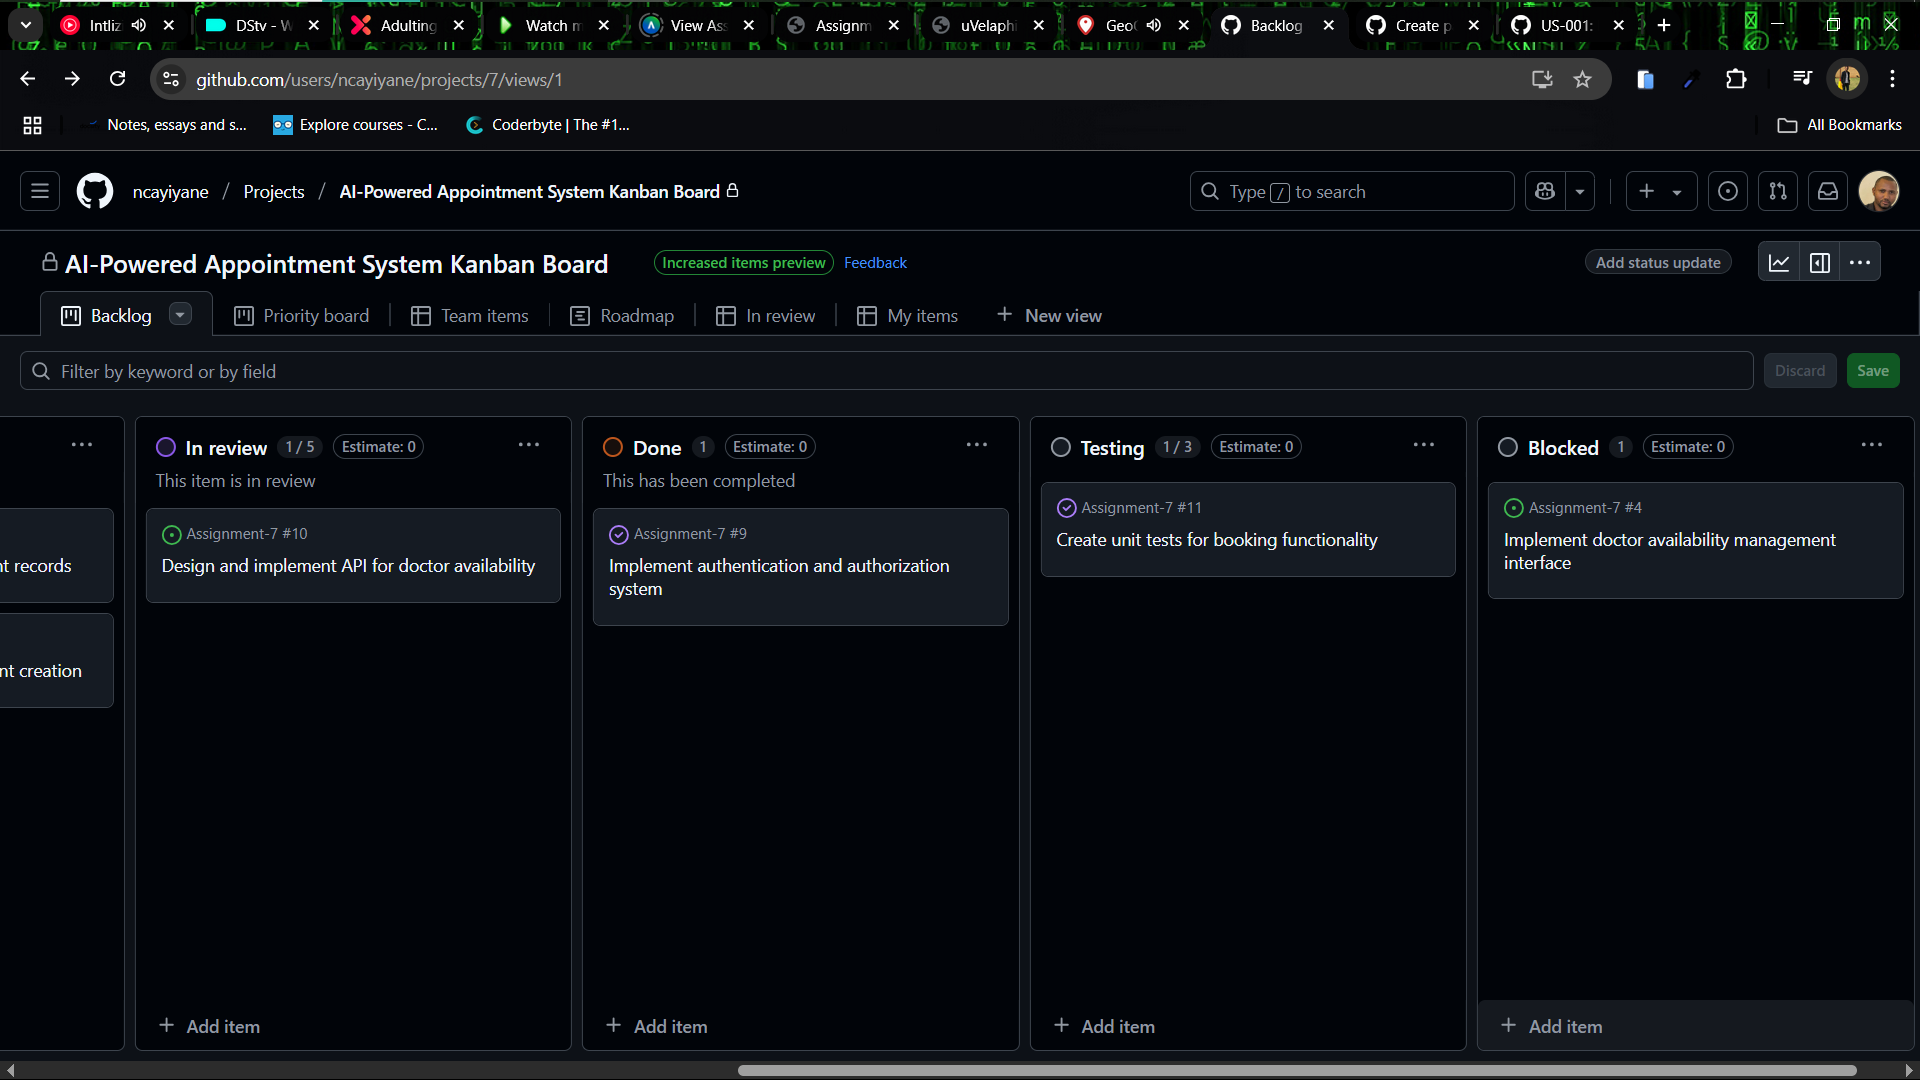 Intliz
DStv - W
Adulting
Watch m
View Ass
Assignm
uVelaphi
Geo
Backlog
Create p
US-001:
github.com/users/ncayiyane/projects/7/views/1
Notes, essays and s...
Explore courses - C...
Coderbyte | The #1...
All Bookmarks
ncayiyane / Projects / AI-Powered Appointment System Kanban Board
Type / to search
AI-Powered Appointment System Kanban Board
Increased items preview
Feedback
Add status update
Backlog
Priority board
Team items
Roadmap
In review
My items
New view
Filter by keyword or by field
Discard
Save
nt records
nt creation
In review 1 / 5 Estimate: 0
This item is in review
Assignment-7 #10
Design and implement API for doctor availability
Add item
Done 1 Estimate: 0
This has been completed
Assignment-7 #9
Implement authentication and authorization
system
Add item
Testing 1 / 3 Estimate: 0
Assignment-7 #11
Create unit tests for booking functionality
Add item
Blocked 1 Estimate: 0
Assignment-7 #4
Implement doctor availability management
interface
Add item